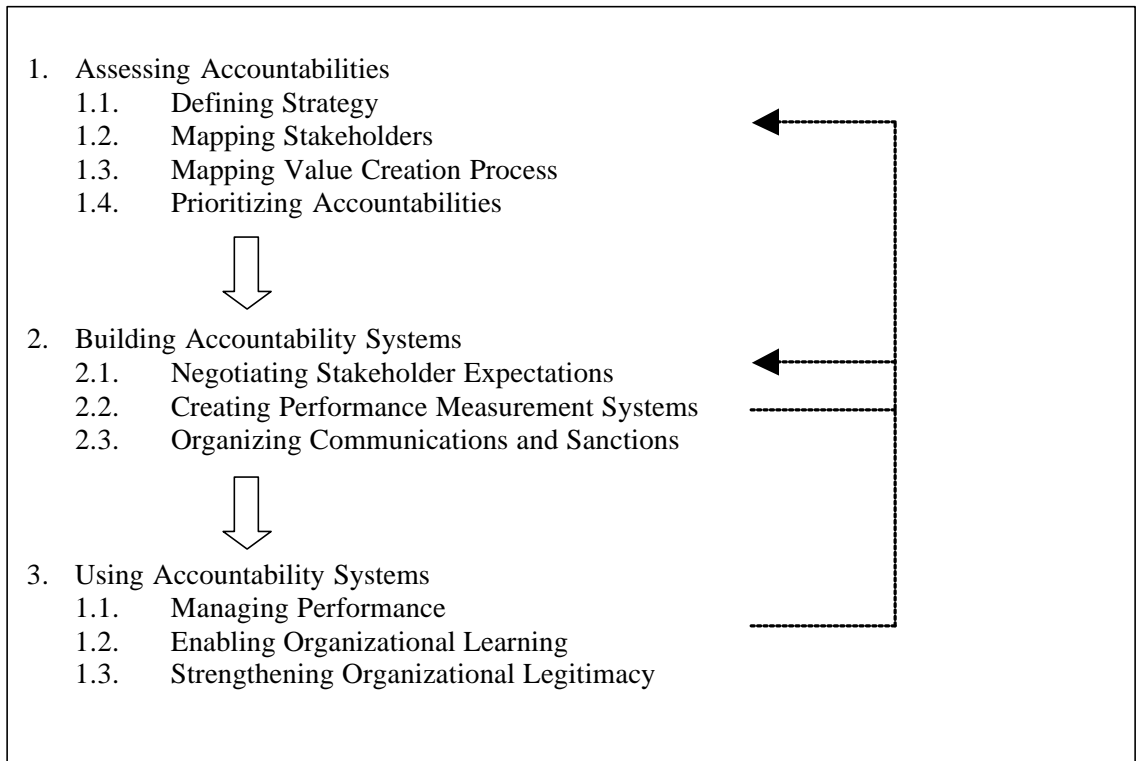 1. Assessing Accountabilities
1.1. Defining Strategy
1.2. Mapping Stakeholders
1.3. Mapping Value Creation Process
1.4. Prioritizing Accountabilities
2. Building Accountability Systems
2.1. Negotiating Stakeholder Expectations
2.2. Creating Performance Measurement Systems
2.3. Organizing Communications and Sanctions
3. Using Accountability Systems
1.1. Managing Performance
1.2. Enabling Organizational Learning
1.3. Strengthening Organizational Legitimacy